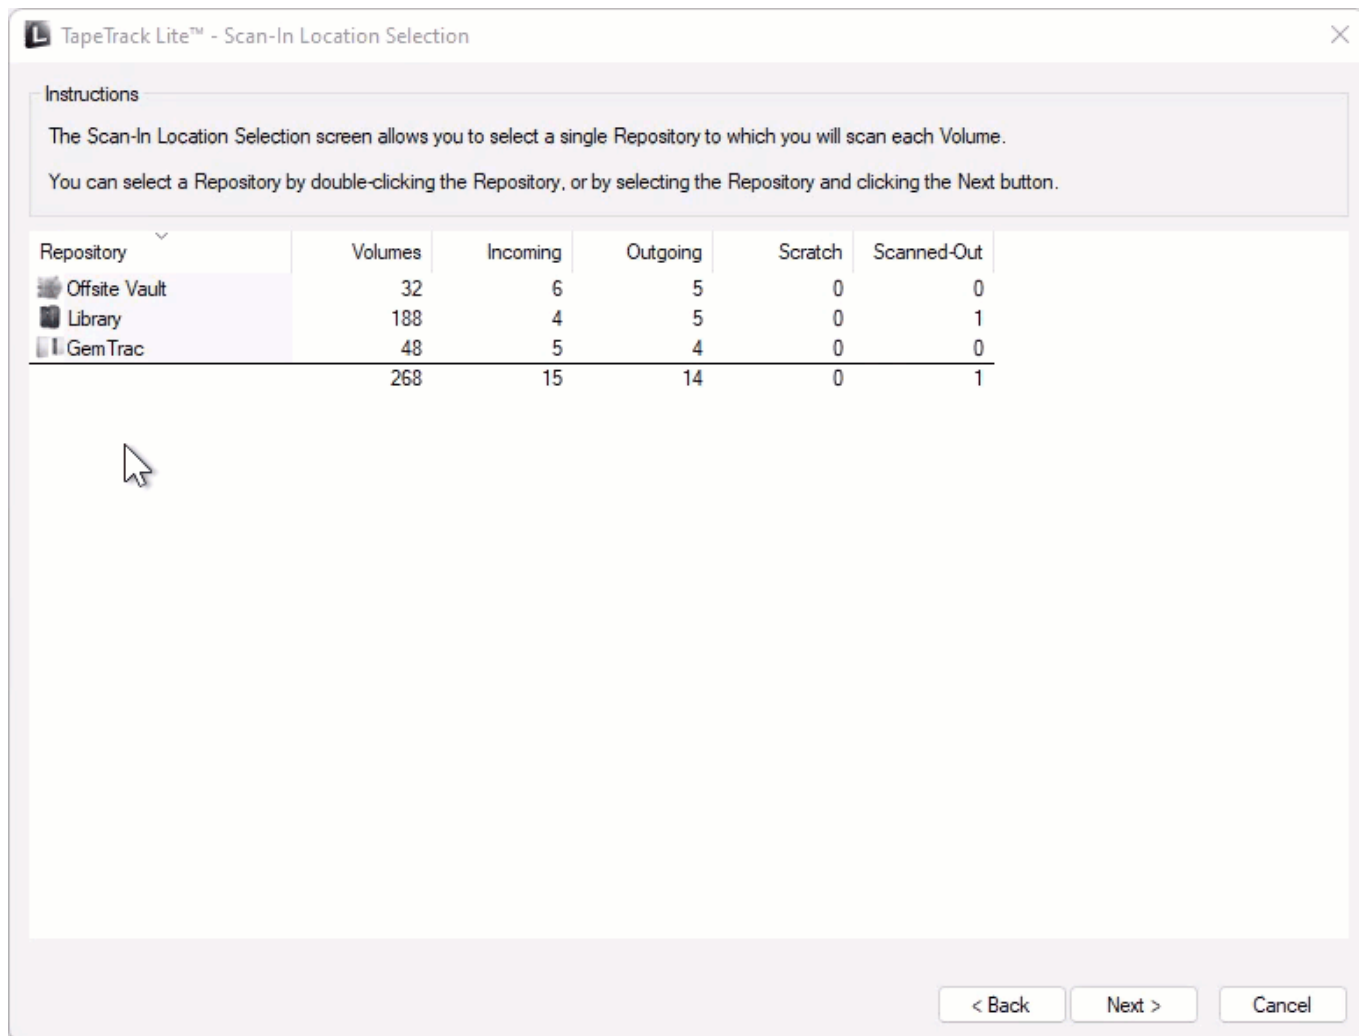 TapeTrack Lite™ - Scan-In Location Selection
Instructions
The Scan-In Location Selection screen allows you to select a single Repository to which you will scan each Volume.
You can select a Repository by double-clicking the Repository, or by selecting the Repository and clicking the Next button.
Repository Volumes Incoming Outgoing Scratch Scanned-Out
Offsite Vault 32 6 5 0 0
Library 188 4 5 0 1
GemTrac 48 5 4 0 0
268 15 14 0 1
< Back Next > Cancel